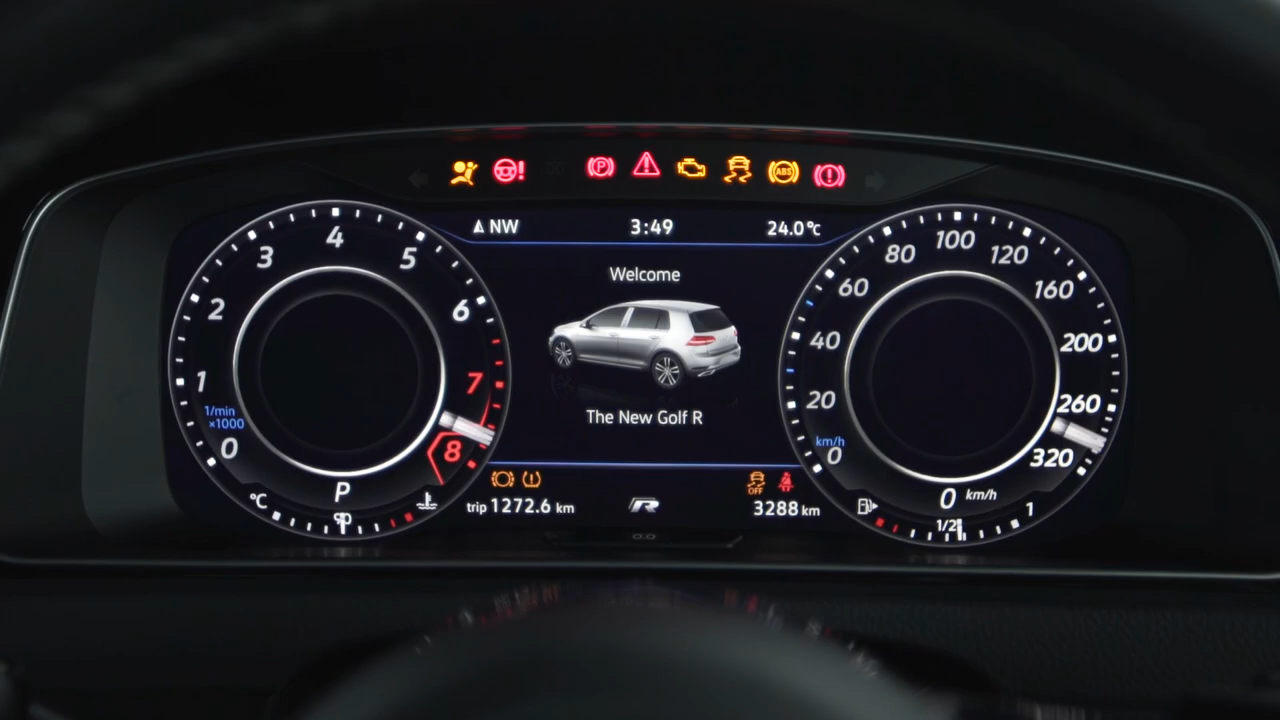 P ABS
NW 3:49 24.0°C
Welcome
The New Golf R
0 1 2 3 4 5 6 7 8
1/min
x1000
P
°C
90
trip 1272.6 km
R
OFF
3288 km
0 20 40 60 80 100 120 160 200 260 320
km/h
0 km/h
1/2 1